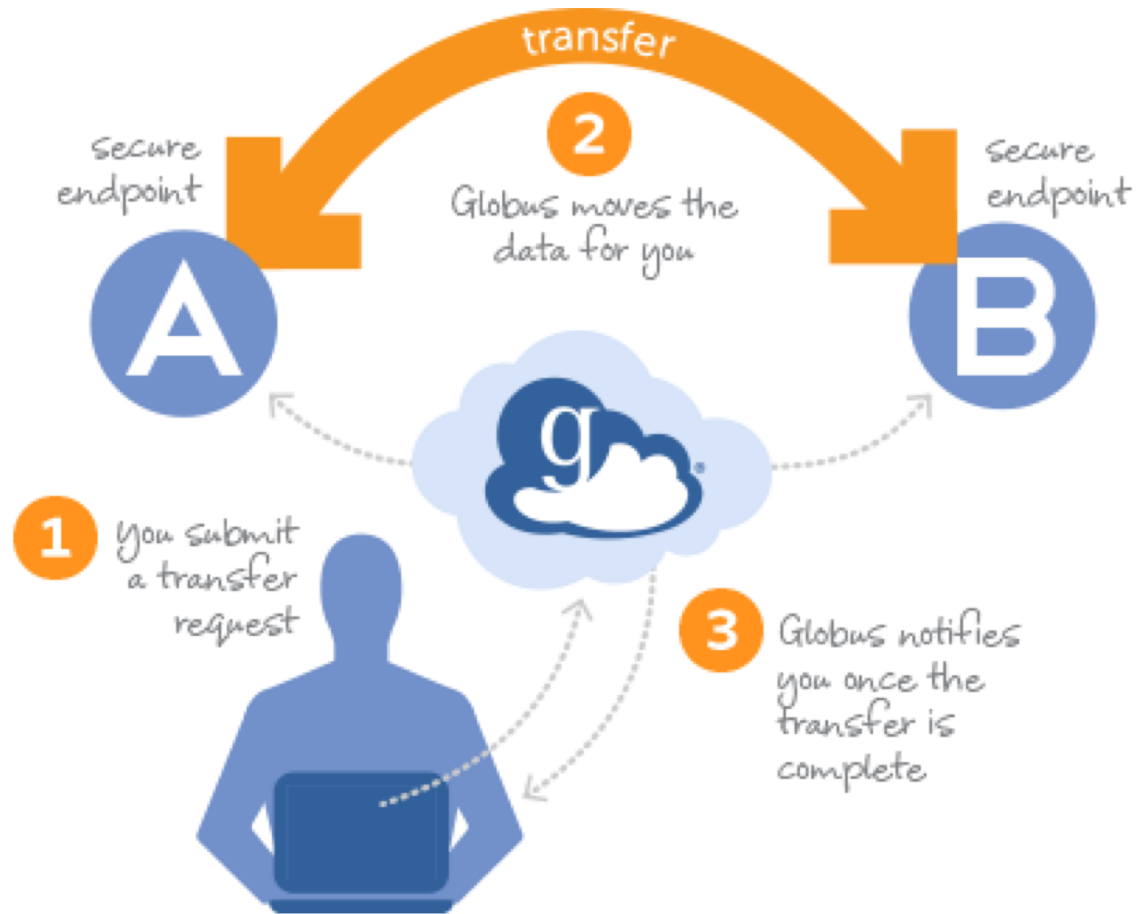 transfer
secure
endpoint
2
Globus moves the
data for you
secure
endpoint
A
B
g
®
1
you submit
a transfer
request
3
Globus notifies
you once the
transfer is
complete